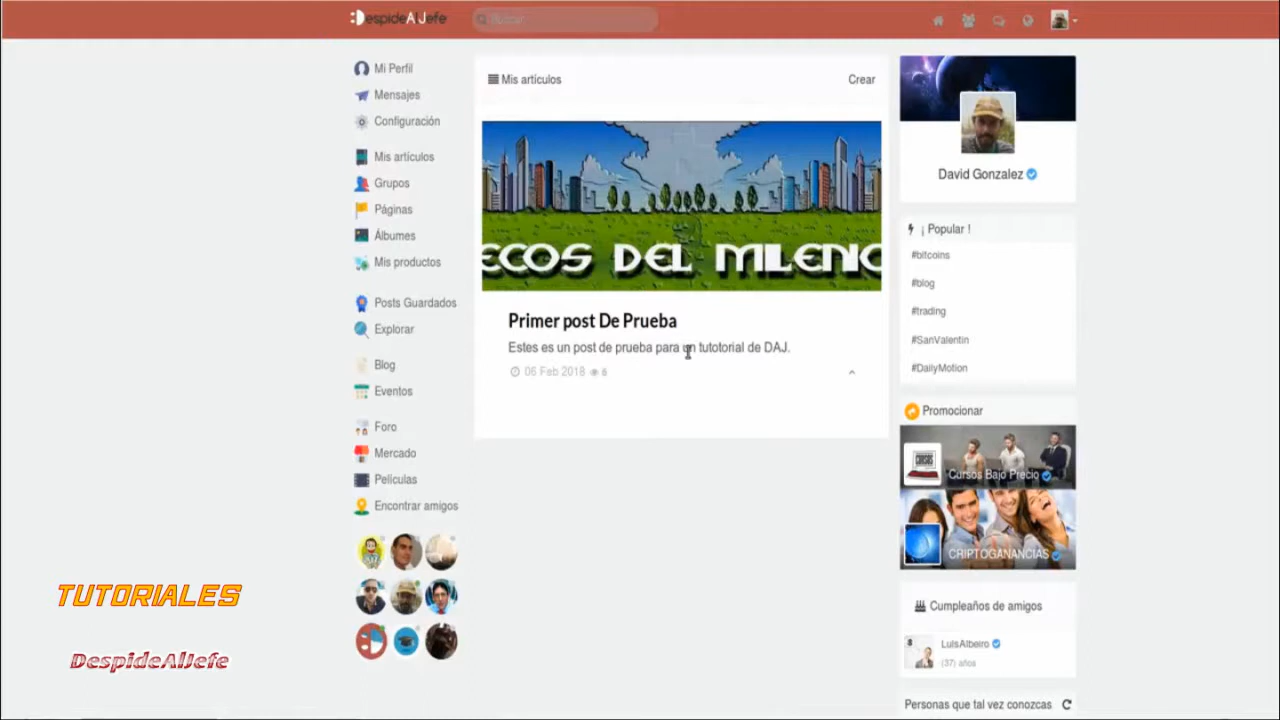 DespideAlJefe
Buscar
Mi Perfil
Mensajes
Configuración
Mis artículos
Grupos
Páginas
Álbumes
Mis productos
Posts Guardados
Explorar
Blog
Eventos
Foro
Mercado
Películas
Encontrar amigos
TUTORIALES
DespideAlJefe
Mis artículos
Crear
ECOS DEL MILENIO
Primer post De Prueba
Estes es un post de prueba para un tutotorial de DAJ.
06 Feb 2018 6
David Gonzalez
¡ Popular !
#bitcoins
#blog
#trading
#SanValentin
#DailyMotion
Promocionar
CURSOS
Cursos Bajo Precio
CRIPTOGANANCIAS
Cumpleaños de amigos
LuisAlbeiro
(37) años
Personas que tal vez conozcas